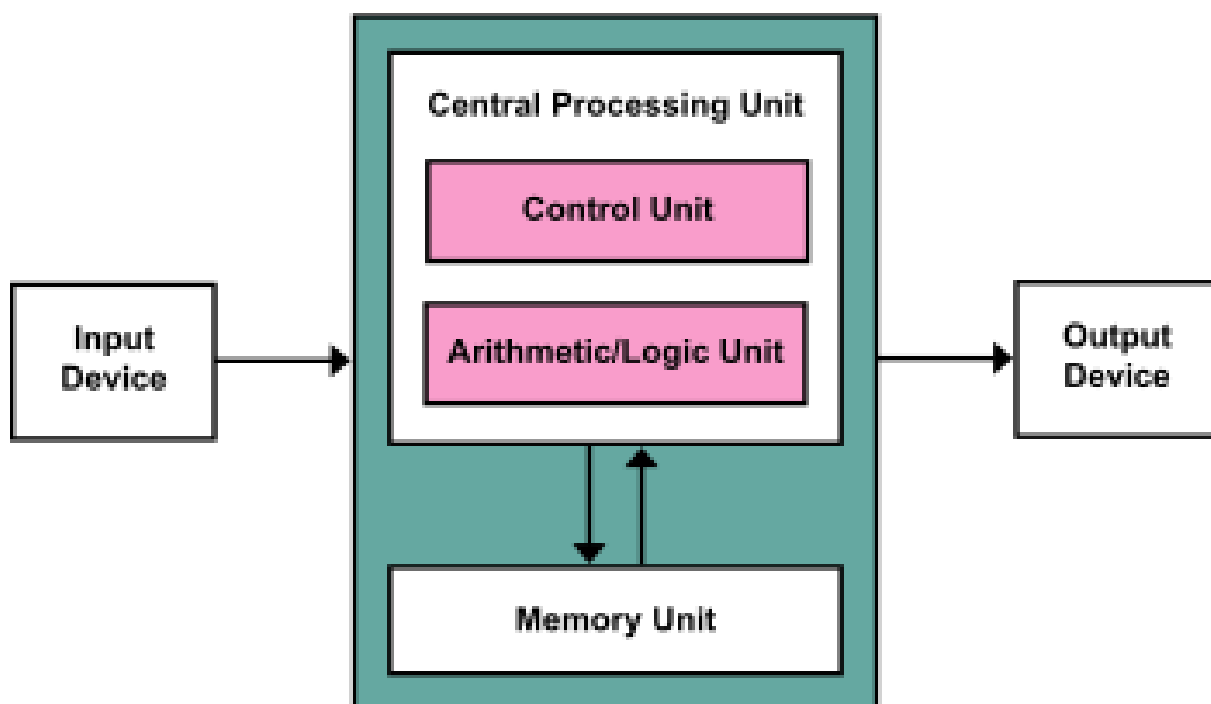 Central Processing Unit
Control Unit
Arithmetic/Logic Unit
Input
Device
Output
Device
Memory Unit